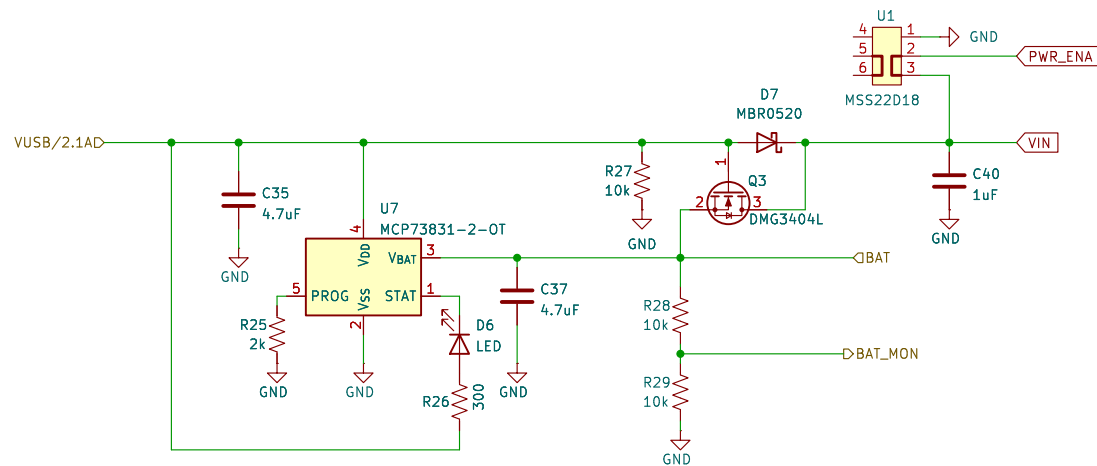 U1
4
5
6
1
2
3
GND
PWR_ENA
MSS22D18
D7
MBR0520
VUSB/2.1A
VIN
R27
10k
GND
1
Q3
2
3
DMG3404L
C40
1uF
GND
C35
4.7uF
GND
U7
MCP73831-2-OT
4
VDD
VBAT
3
5
PROG
VSS
STAT
1
2
BAT
C37
4.7uF
GND
R25
2k
GND
GND
D6
LED
R26
300
R28
10k
BAT_MON
R29
10k
GND